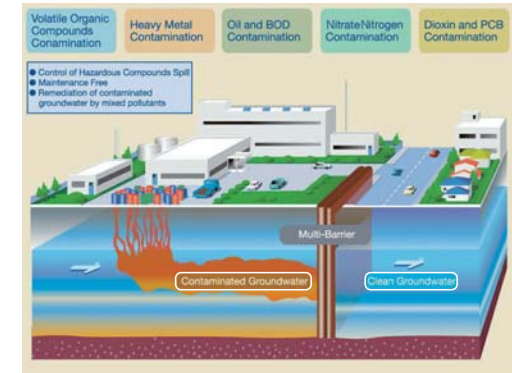 Volatile Organic
Compounds
Conamination
Heavy Metal
Contamination
Oil and BOD
Contamination
Nitrate Nitrogen
Contamination
Dioxin and PCB
Contamination
● Control of Hazardous Compounds Spill
● Maintenance Free
● Remediation of contaminated
groundwater by mixed pollutants
Multi-Barrier
Contaminated Groundwater
Clean Groundwater